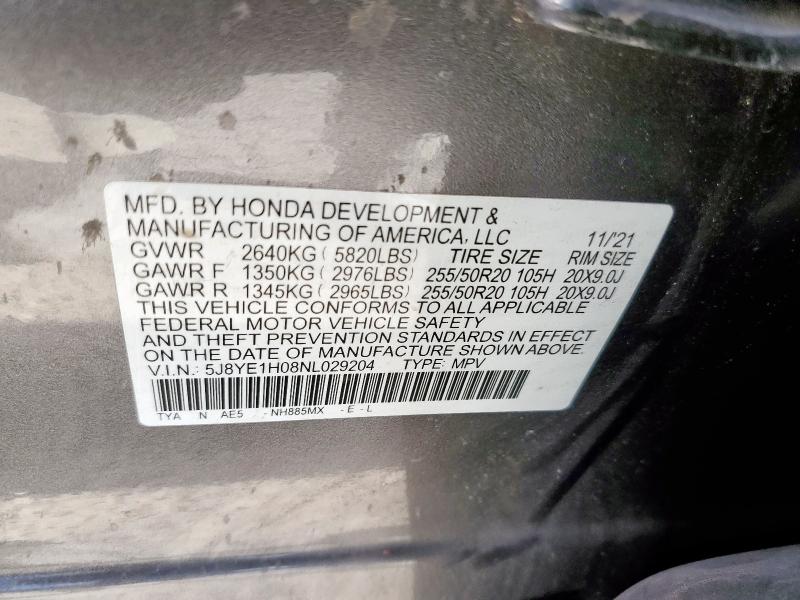 MFD. BY HONDA DEVELOPMENT &
MANUFACTURING OF AMERICA, LLC 11/21
GVWR 2640KG ( 5820LBS) TIRE SIZE RIM SIZE
GAWR F 1350KG ( 2976LBS) 255/50R20 105H 20X9.0J
GAWR R 1345KG ( 2965LBS) 255/50R20 105H 20X9.0J
THIS VEHICLE CONFORMS TO ALL APPLICABLE
FEDERAL MOTOR VEHICLE SAFETY
AND THEFT PREVENTION STANDARDS IN EFFECT
ON THE DATE OF MANUFACTURE SHOWN ABOVE.
V.I.N.: 5J8YE1H08NL029204 TYPE: MPV
TYA N AE5 -NH885MX -E-L